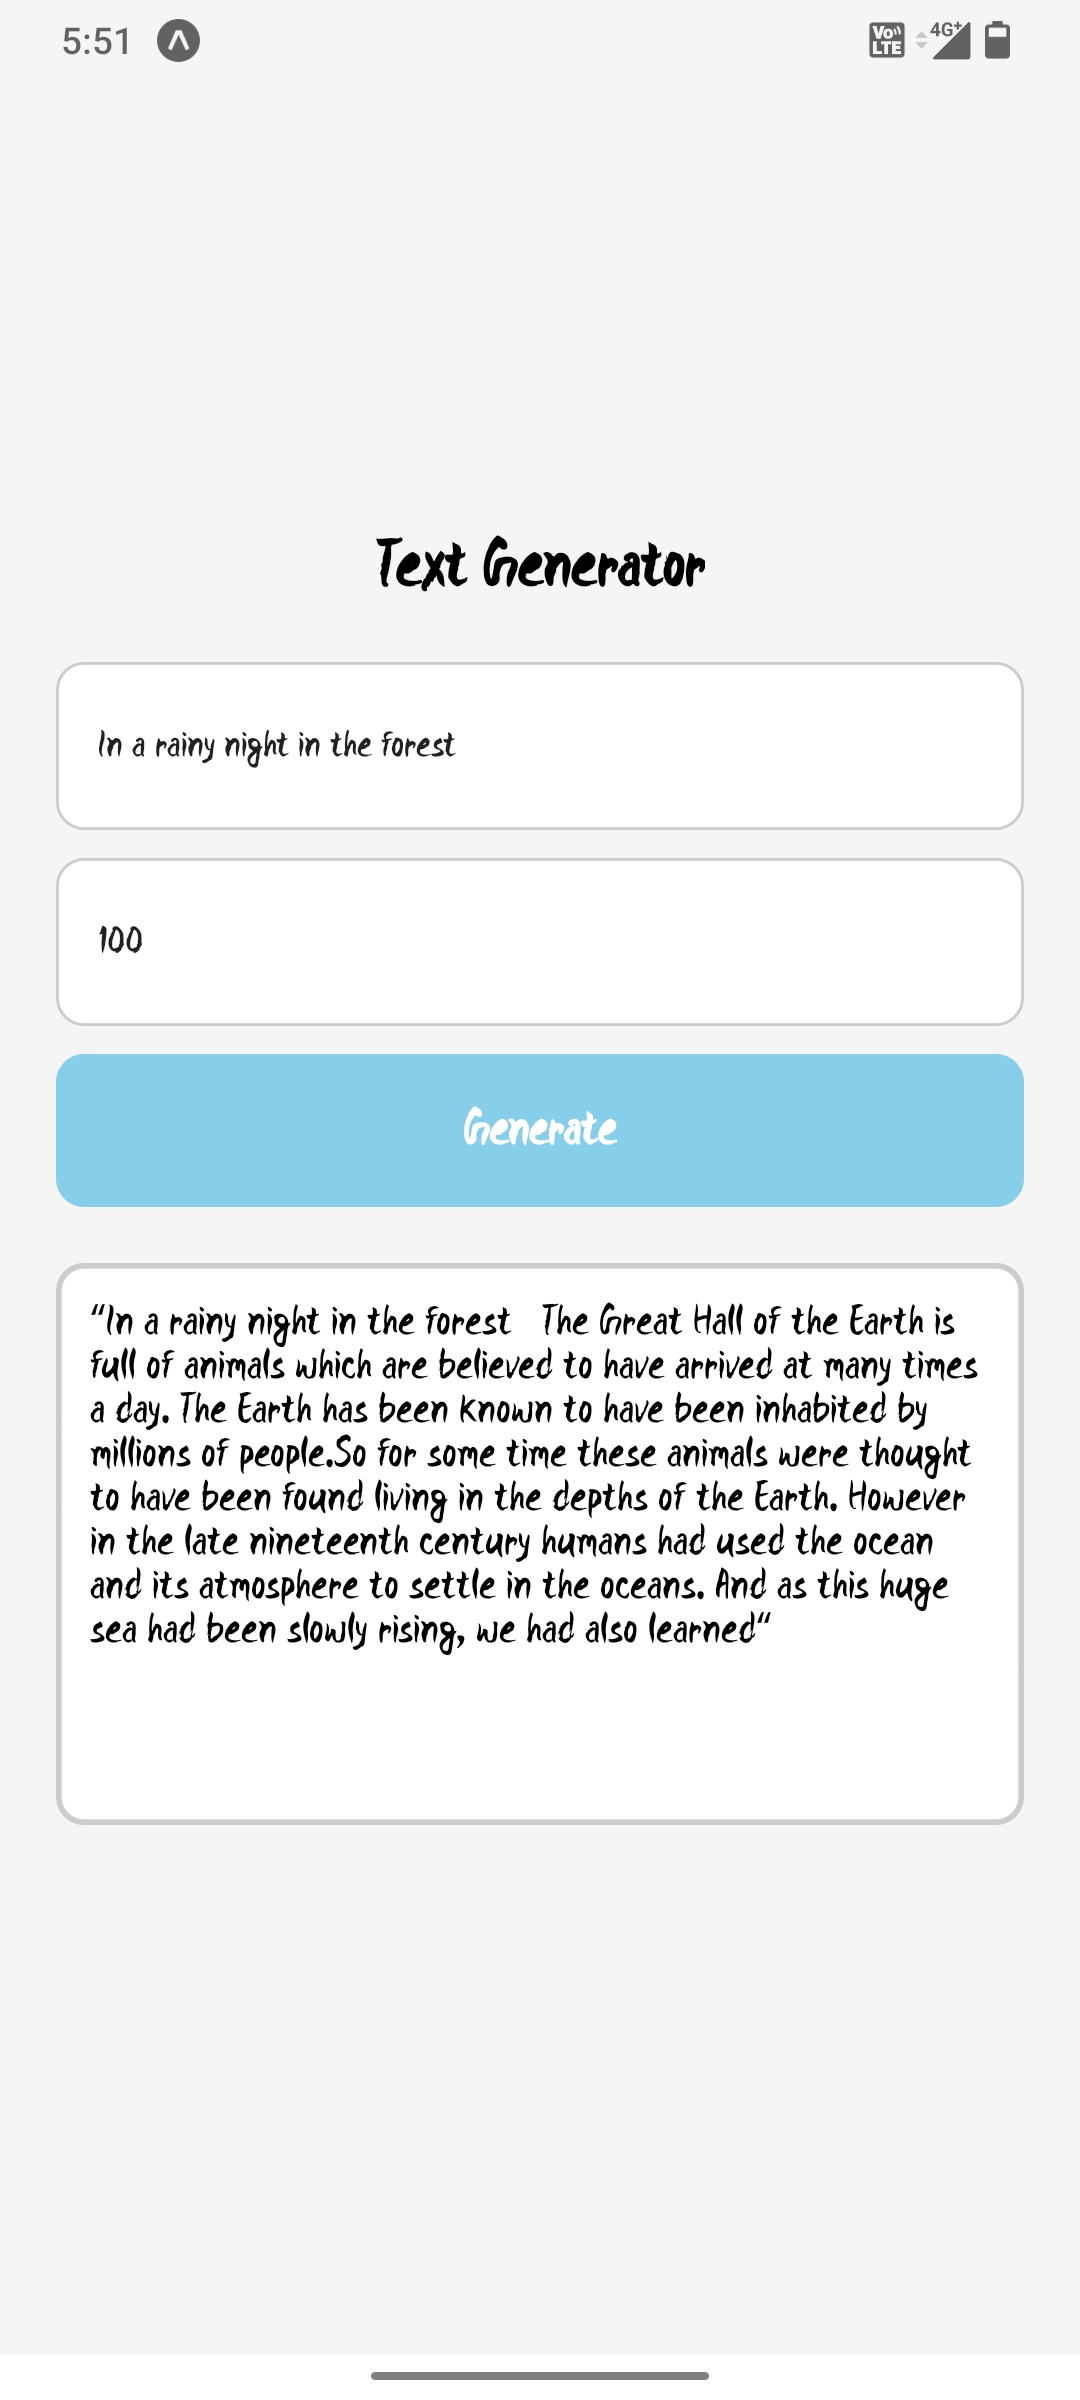 5:51
Vo LTE 4G+
Text Generator
In a rainy night in the forest
100
Generate
“In a rainy night in the forest   The Great Hall of the Earth is
full of animals which are believed to have arrived at many times
a day. The Earth has been known to have been inhabited by
millions of people.So for some time these animals were thought
to have been found living in the depths of the Earth. However
in the late nineteenth century humans had used the ocean
and its atmosphere to settle in the oceans. And as this huge
sea had been slowly rising, we had also learned“